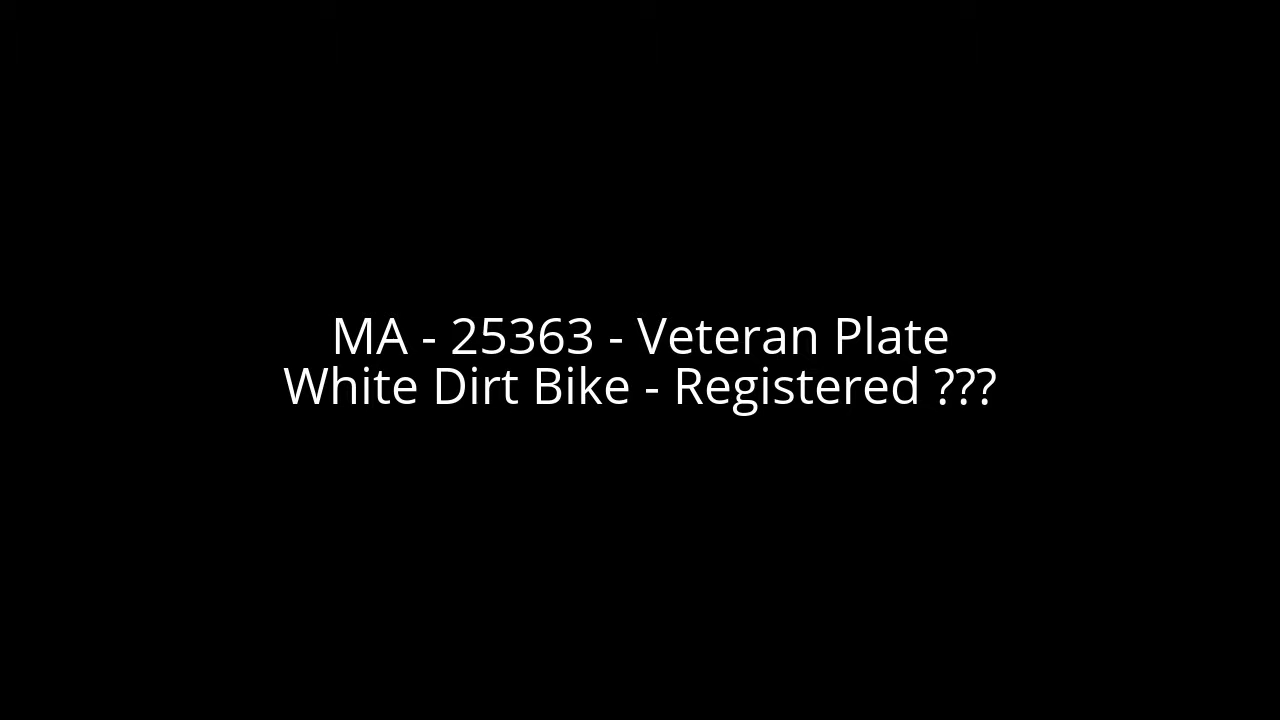 MA - 25363 - Veteran Plate
White Dirt Bike - Registered ???